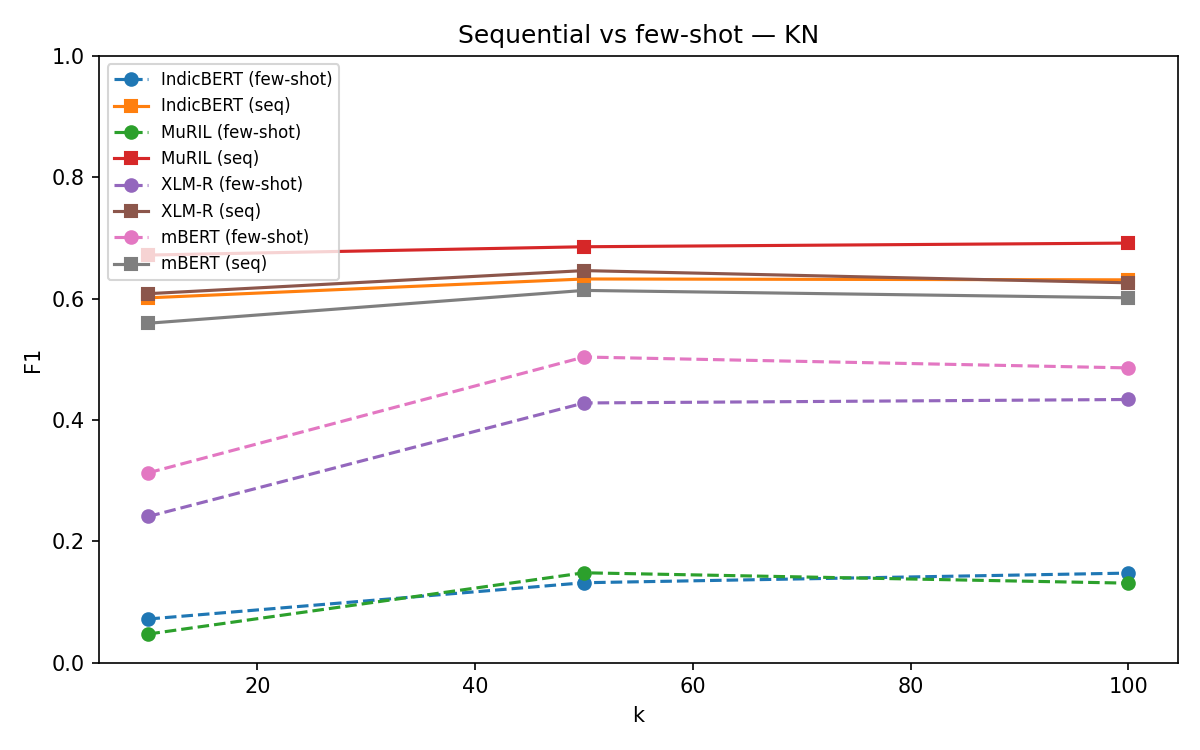 Sequential vs few-shot — KN
1.0
0.8
0.6
0.4
0.2
0.0
F1
IndicBERT (few-shot)
IndicBERT (seq)
MuRIL (few-shot)
MuRIL (seq)
XLM-R (few-shot)
XLM-R (seq)
mBERT (few-shot)
mBERT (seq)
20 40 60 80 100
k